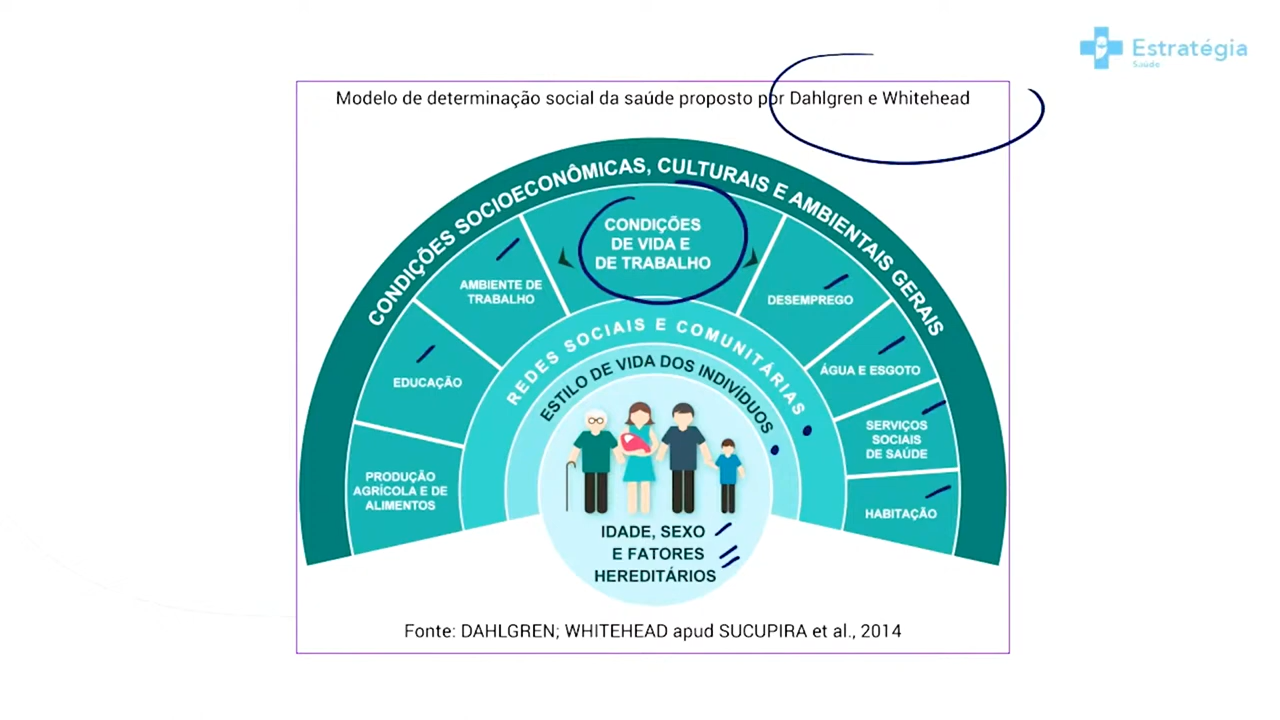 Estratégia
Saúde
Modelo de determinação social da saúde proposto por Dahlgren e Whitehead
CONDIÇÕES SOCIOECONÔMICAS, CULTURAIS E AMBIENTAIS GERAIS
CONDIÇÕES
DE VIDA E
DE TRABALHO
AMBIENTE DE
TRABALHO
DESEMPREGO
EDUCAÇÃO
ÁGUA E ESGOTO
PRODUÇÃO
AGRÍCOLA E DE
ALIMENTOS
SERVIÇOS
SOCIAIS
DE SAÚDE
HABITAÇÃO
REDES SOCIAIS E COMUNITÁRIAS
ESTILO DE VIDA DOS INDIVÍDUOS
IDADE, SEXO
E FATORES
HEREDITÁRIOS
Fonte: DAHLGREN; WHITEHEAD apud SUCUPIRA et al., 2014